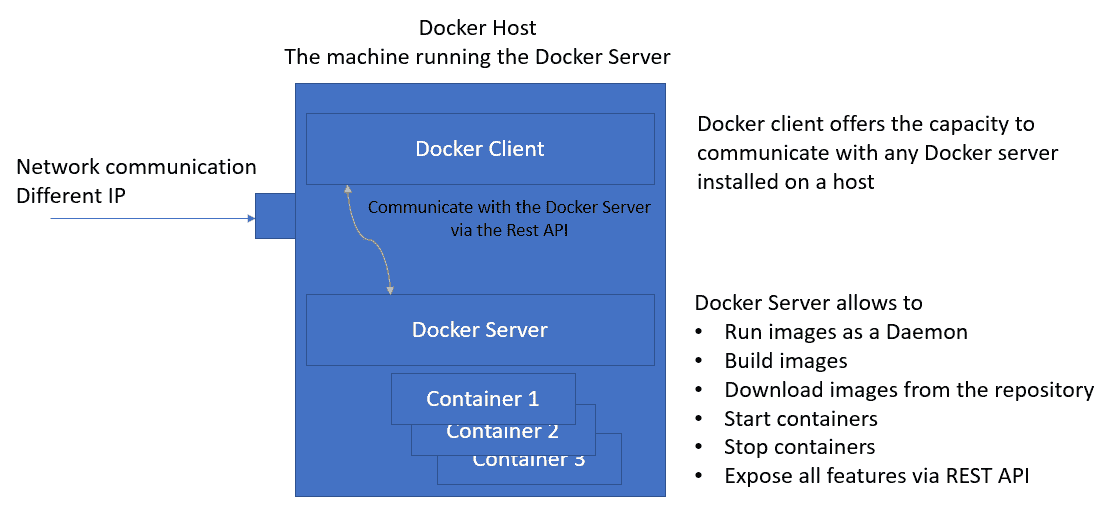 Docker Host
The machine running the Docker Server
Docker Client
Docker client offers the capacity to
communicate with any Docker server
installed on a host
Network communication
Different IP
Communicate with the Docker Server
via the Rest API
Docker Server
Docker Server allows to
• Run images as a Daemon
• Build images
• Download images from the repository
• Start containers
• Stop containers
• Expose all features via REST API
Container 1
Container 2
Container 3